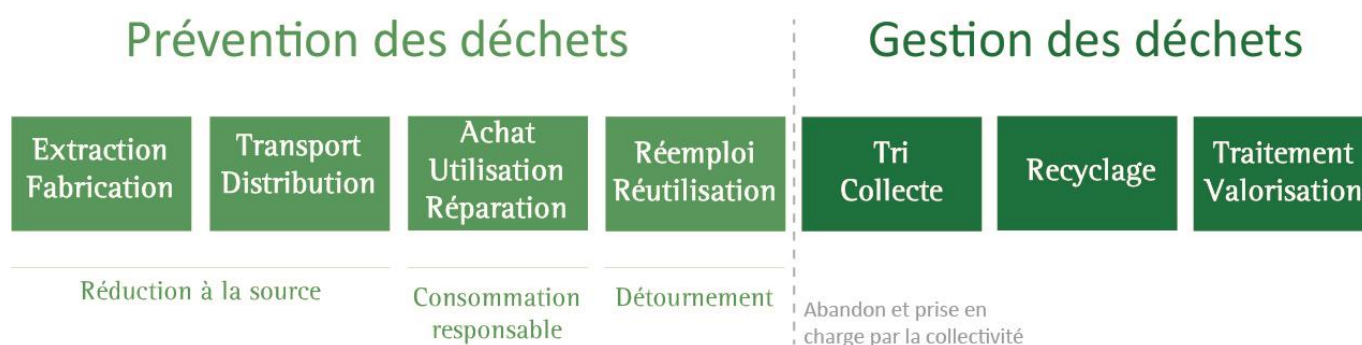 Prévention des déchets
Gestion des déchets
Extraction
Fabrication
Transport
Distribution
Achat
Utilisation
Réparation
Réemploi
Réutilisation
Tri
Collecte
Recyclage
Traitement
Valorisation
Réduction à la source
Consommation
responsable
Détournement
Abandon et prise en
charge par la collectivité